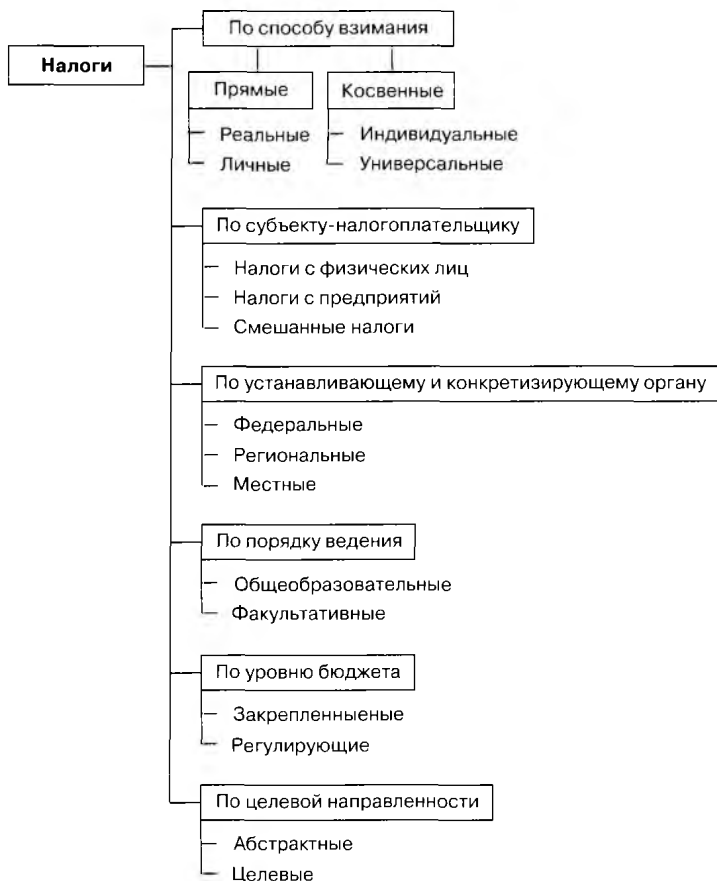 По способу взимания
Налоги
Прямые Косвенные
Реальные Индивидуальные
Личные Универсальные
По субъекту-налогоплательщику
Налоги с физических лиц
Налоги с предприятий
Смешанные налоги
По устанавливающему и конкретизирующему органу
Федеральные
Региональные
Местные
По порядку ведения
Общеобразовательные
Факультативные
По уровню бюджета
Закрепленныеные
Регулирующие
По целевой направленности
Абстрактные
Целевые